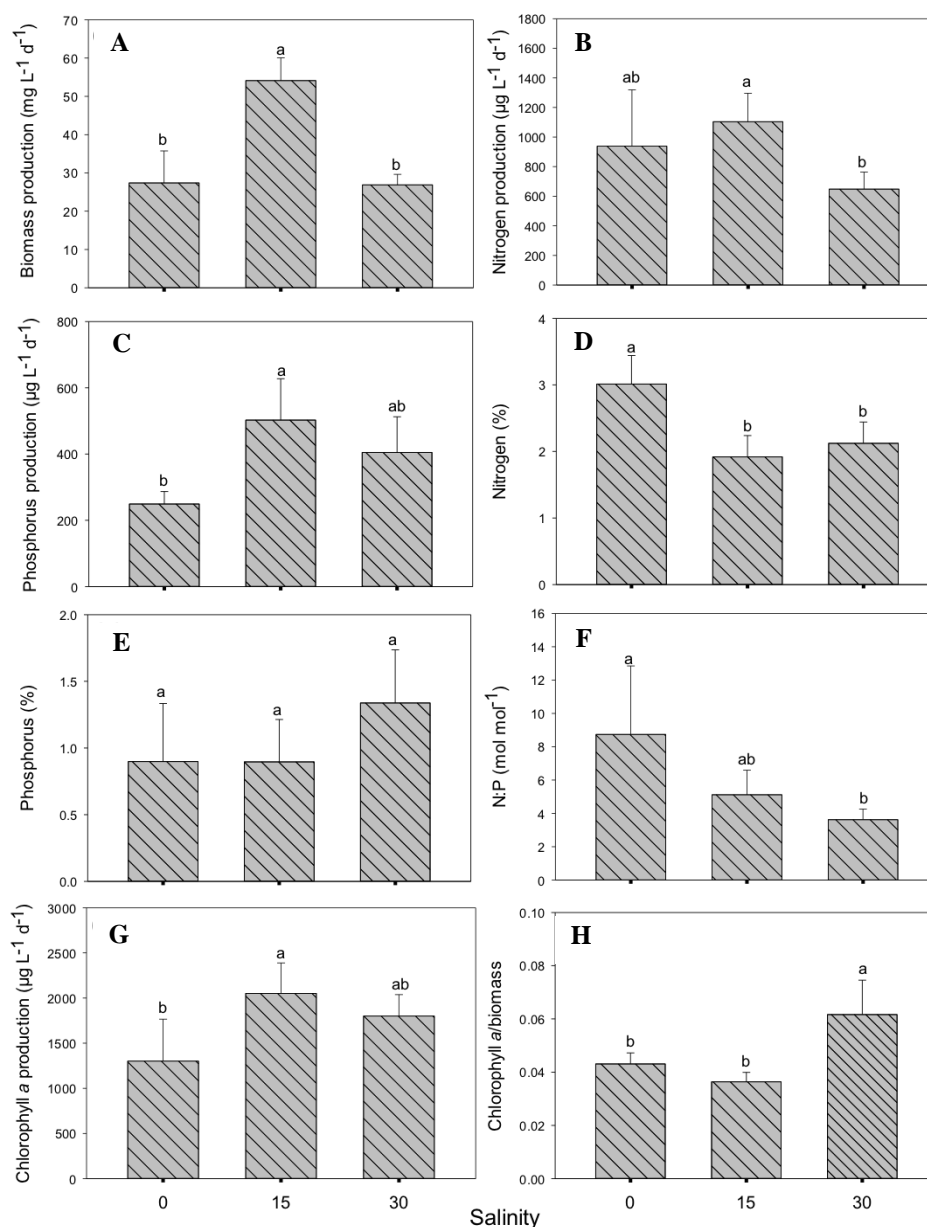 A
Biomass production (mg L⁻¹ d⁻¹)
70
60
50
40
30
20
10
0
b
a
b
B
Nitrogen production (µg L⁻¹ d⁻¹)
1800
1600
1400
1200
1000
800
600
400
200
0
ab
a
b
C
Phosphorus production (µg L⁻¹ d⁻¹)
800
600
400
200
0
b
a
ab
D
Nitrogen (%)
4
3
2
1
0
a
b
b
E
Phosphorus (%)
2.0
1.5
1.0
0.5
0.0
a
a
a
F
N:P (mol mol⁻¹)
16
14
12
10
8
6
4
2
0
a
ab
b
G
Chlorophyll a production (µg L⁻¹ d⁻¹)
3000
2500
2000
1500
1000
500
0
b
a
ab
0 15 30
H
Chlorophyll a/biomass
0.10
0.08
0.06
0.04
0.02
0.00
b
b
a
0 15 30
Salinity